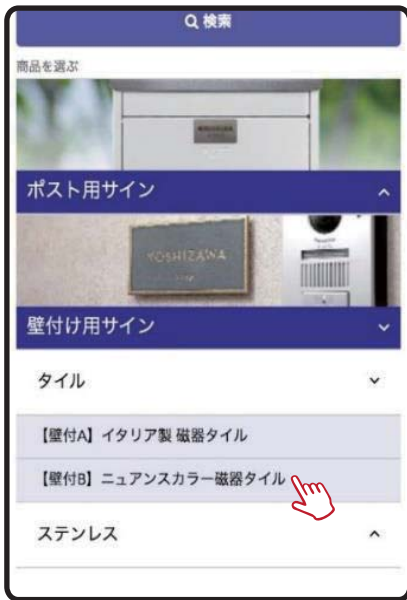 検索
商品を選ぶ
ポスト用サイン
YOSHIZAWA
壁付け用サイン
タイル
【壁付A】イタリア製 磁器タイル
【壁付B】ニュアンスカラー磁器タイル
ステンレス